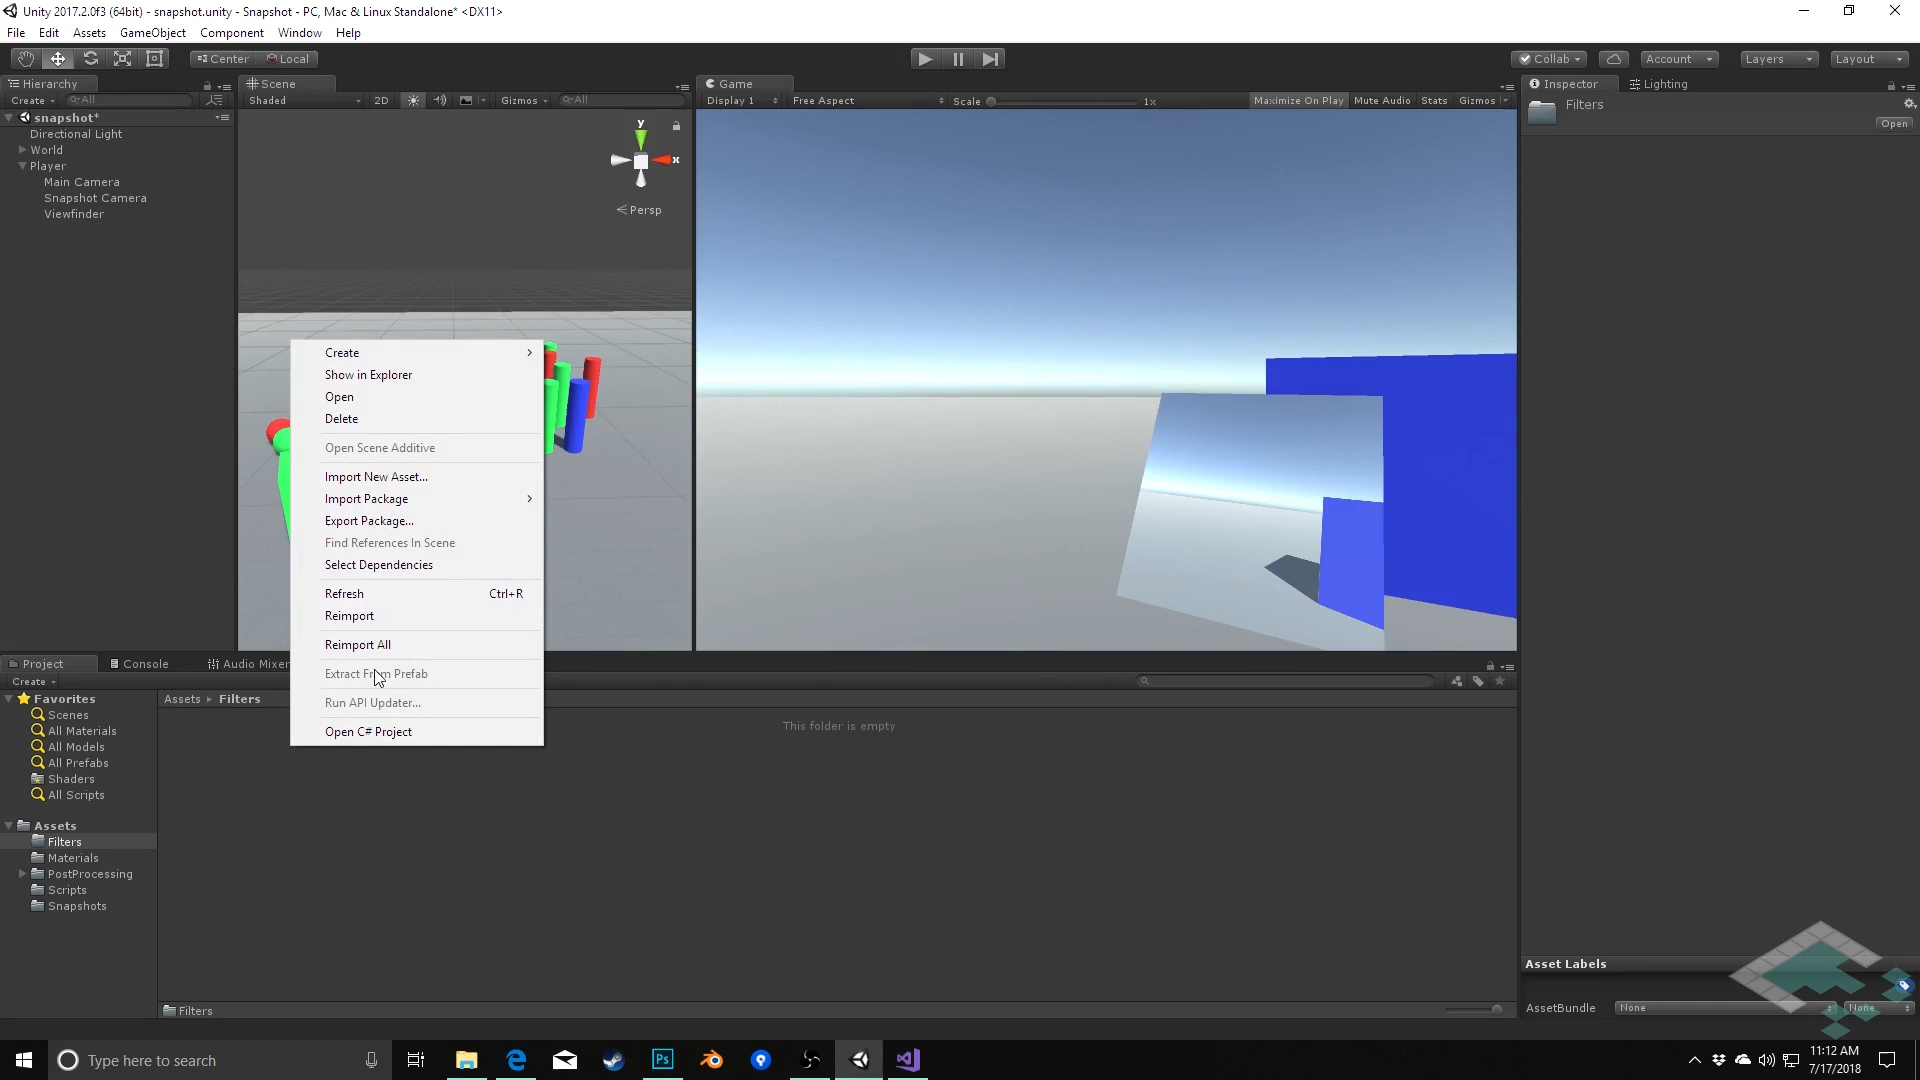 Unity 2017.2.0f3 (64bit) - snapshot.unity - Snapshot - PC, Mac & Linux Standalone* <DX11>
File Edit Assets GameObject Component Window Help
Center Local Collab Account Layers Layout
Hierarchy Scene Game Inspector Lighting
Create All Shaded 2D Gizmos All Display 1 Free Aspect Scale 1x Maximize On Play Mute Audio Stats Gizmos Filters
Open
snapshot*
Directional Light
World
Player
Main Camera
Snapshot Camera
Viewfinder
y
x
Persp
Create
Show in Explorer
Open
Delete
Open Scene Additive
Import New Asset...
Import Package
Export Package...
Find References In Scene
Select Dependencies
Refresh Ctrl+R
Reimport
Reimport All
Extract From Prefab
Run API Updater...
Open C# Project
Project Console Audio Mixer
Create
Favorites
Scenes
All Materials
All Models
All Prefabs
Shaders
All Scripts
Assets
Filters
Materials
PostProcessing
Scripts
Snapshots
Assets Filters
This folder is empty
Filters
Asset Labels
AssetBundle None None
Type here to search
Ps
11:12 AM
7/17/2018